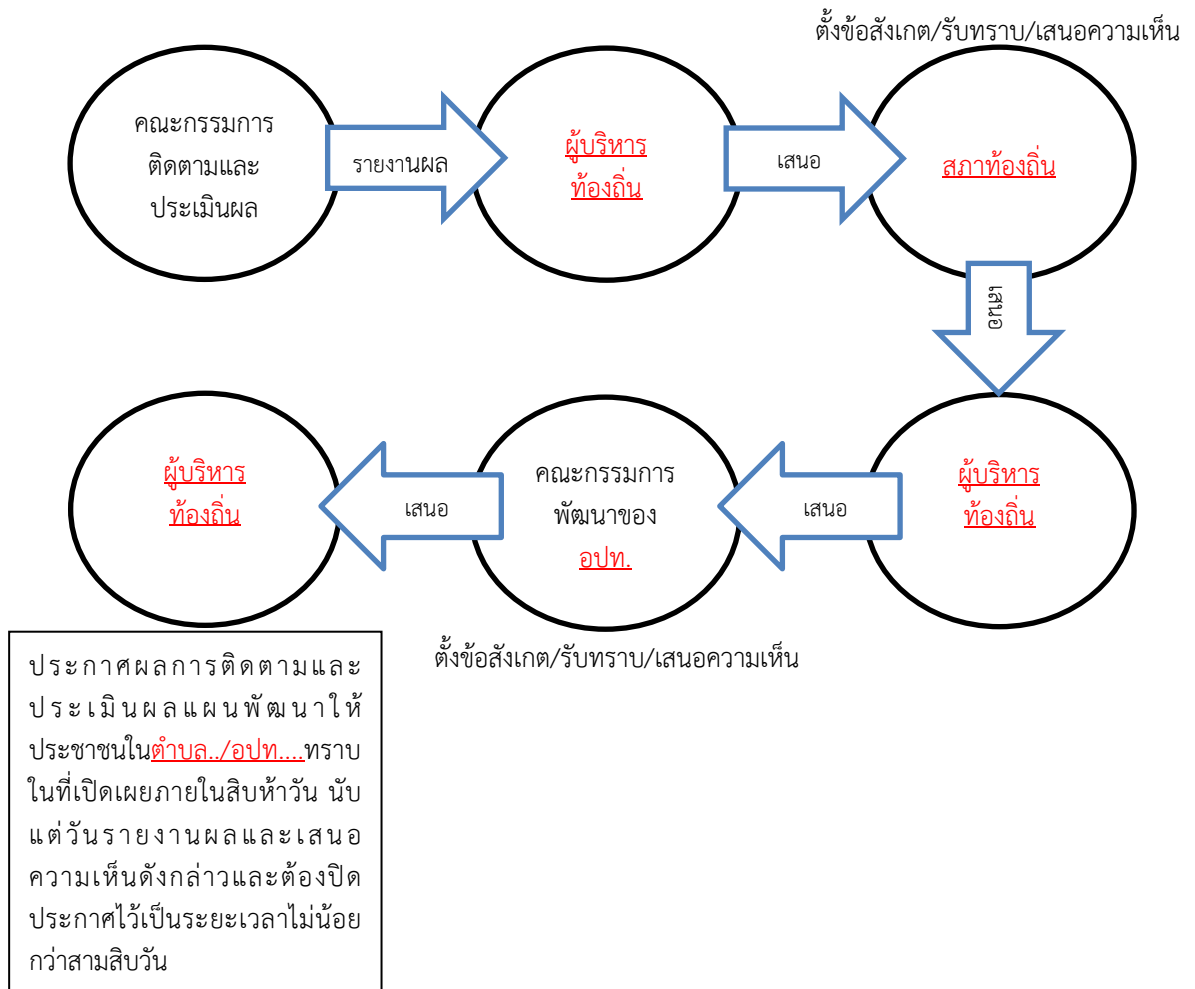 ตั้งข้อสังเกต/รับทราบ/เสนอความเห็น
คณะกรรมการ
ติดตามและ
ประเมินผล
รายงานผล
ผู้บริหาร
ท้องถิ่น
เสนอ
สภาท้องถิ่น
เสนอ
ผู้บริหาร
ท้องถิ่น
เสนอ
คณะกรรมการ
พัฒนาของ
อปท.
เสนอ
ผู้บริหาร
ท้องถิ่น
ตั้งข้อสังเกต/รับทราบ/เสนอความเห็น
ประกาศผลการติดตามและ
ประเมินผลแผนพัฒนาให้
ประชาชนในตำบล../อปท....ทราบ
ในที่เปิดเผยภายในสิบห้าวัน นับ
แต่วันรายงานผลและเสนอ
ความเห็นดังกล่าวและต้องปิด
ประกาศไว้เป็นระยะเวลาไม่น้อย
กว่าสามสิบวัน